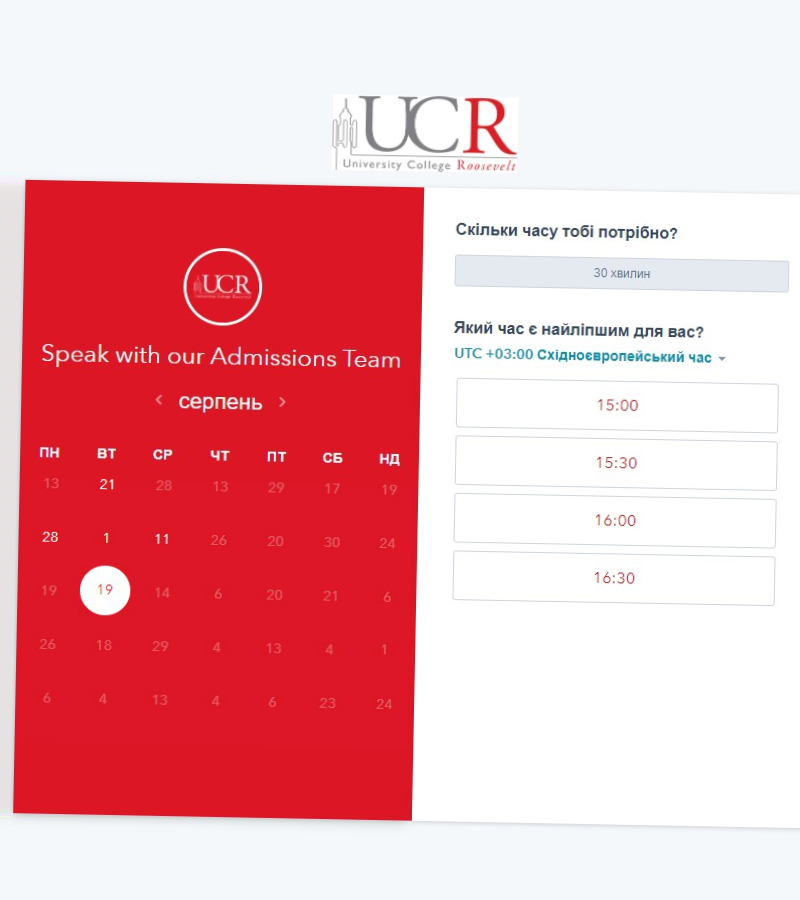 UCR
University College Roosevelt
UCR
Speak with our Admissions Team
серпень
ПН ВТ СР ЧТ ПТ СБ НД
13 21 28 13 29 17 19
28 1 11 26 20 30 24
19 19 14 6 20 21 6
26 18 29 4 13 4 1
6 4 13 4 6 23 24
Скільки часу тобі потрібно?
30 хвилин
Який час є найліпшим для вас?
UTC +03:00 Східноєвропейський час
15:00
15:30
16:00
16:30